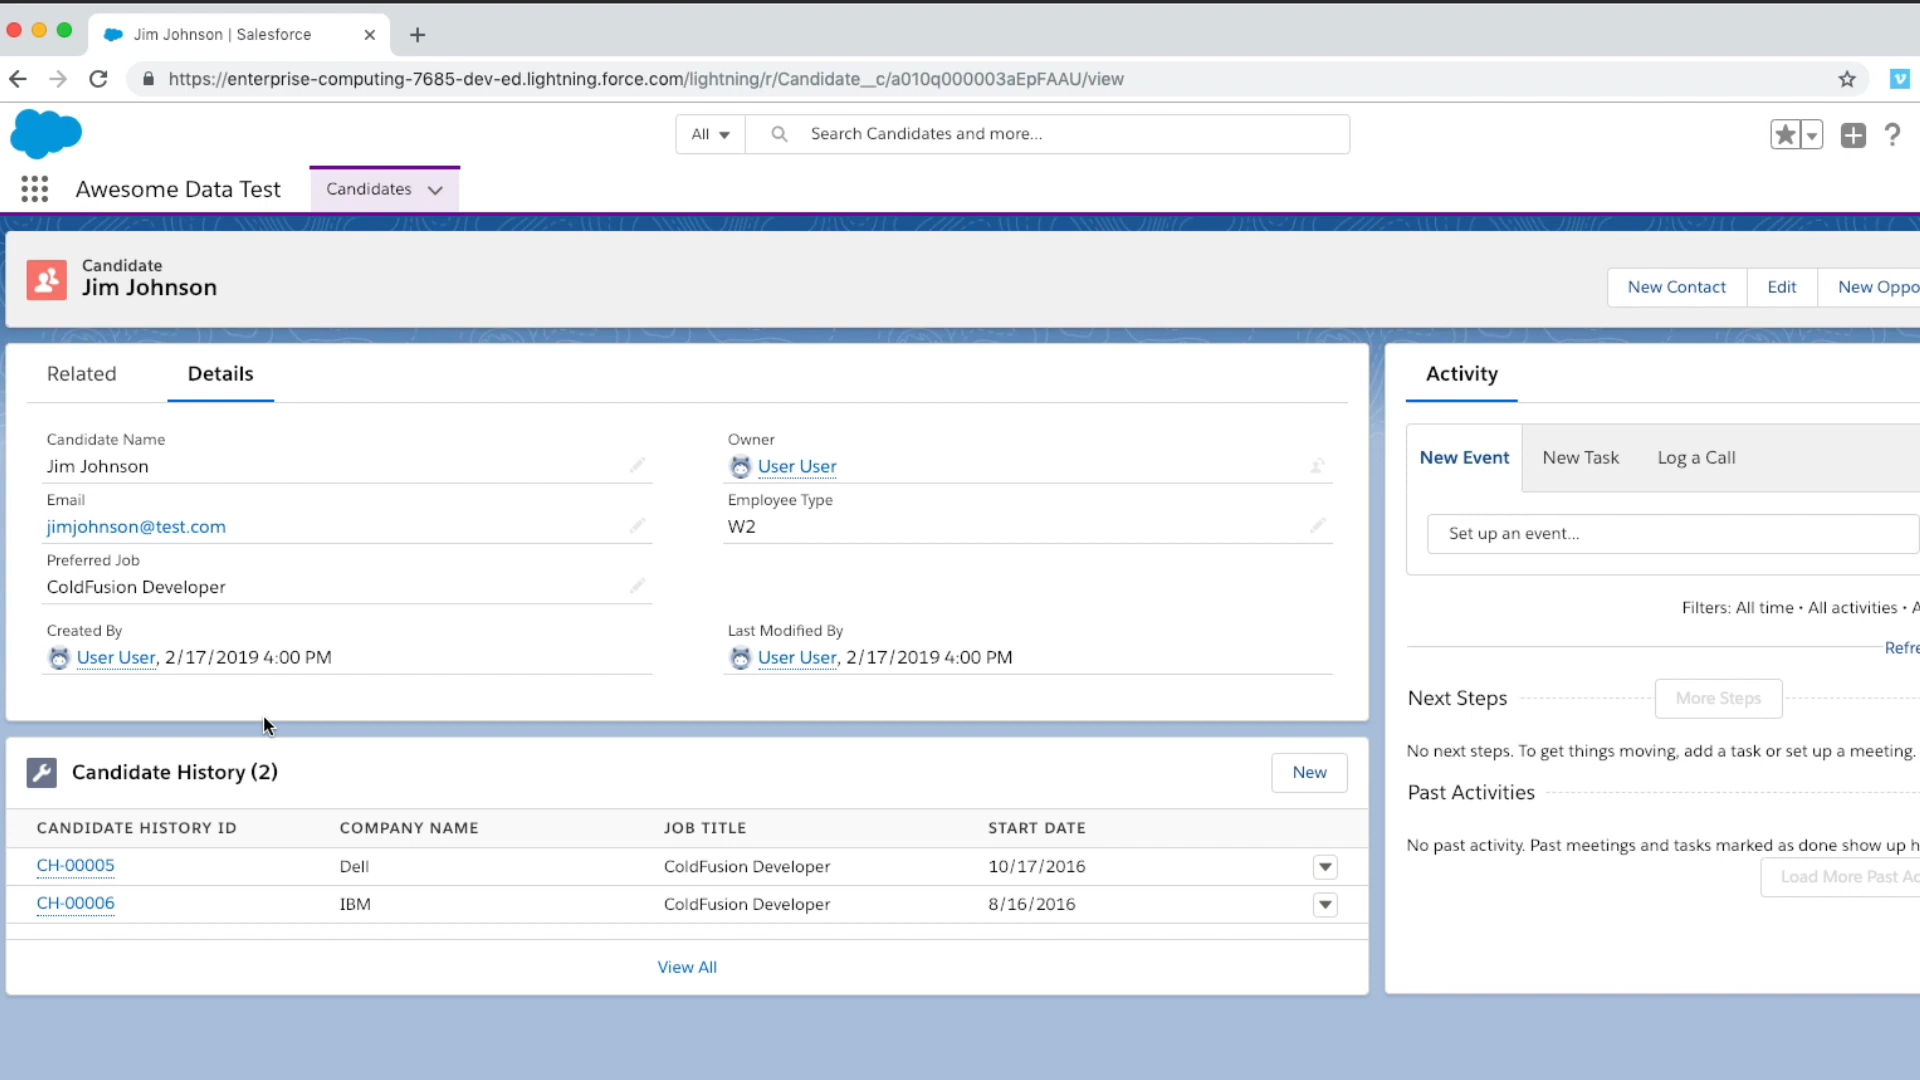 Jim Johnson | Salesforce
https://enterprise-computing-7685-dev-ed.lightning.force.com/lightning/r/Candidate__c/a010q000003aEpFAAU/view
All
Search Candidates and more...
Awesome Data Test
Candidates
Candidate
Jim Johnson
New Contact
Edit
New Oppo
Related
Details
Candidate Name
Jim Johnson
Owner
User User
Email
jimjohnson@test.com
Employee Type
W2
Preferred Job
ColdFusion Developer
Created By
User User, 2/17/2019 4:00 PM
Last Modified By
User User, 2/17/2019 4:00 PM
Candidate History (2)
New
CANDIDATE HISTORY ID COMPANY NAME JOB TITLE START DATE
CH-00005 Dell ColdFusion Developer 10/17/2016
CH-00006 IBM ColdFusion Developer 8/16/2016
View All
Activity
New Event
New Task
Log a Call
Set up an event...
Filters: All time • All activities • A
Refre
Next Steps
More Steps
No next steps. To get things moving, add a task or set up a meeting.
Past Activities
No past activity. Past meetings and tasks marked as done show up h
Load More Past Ac